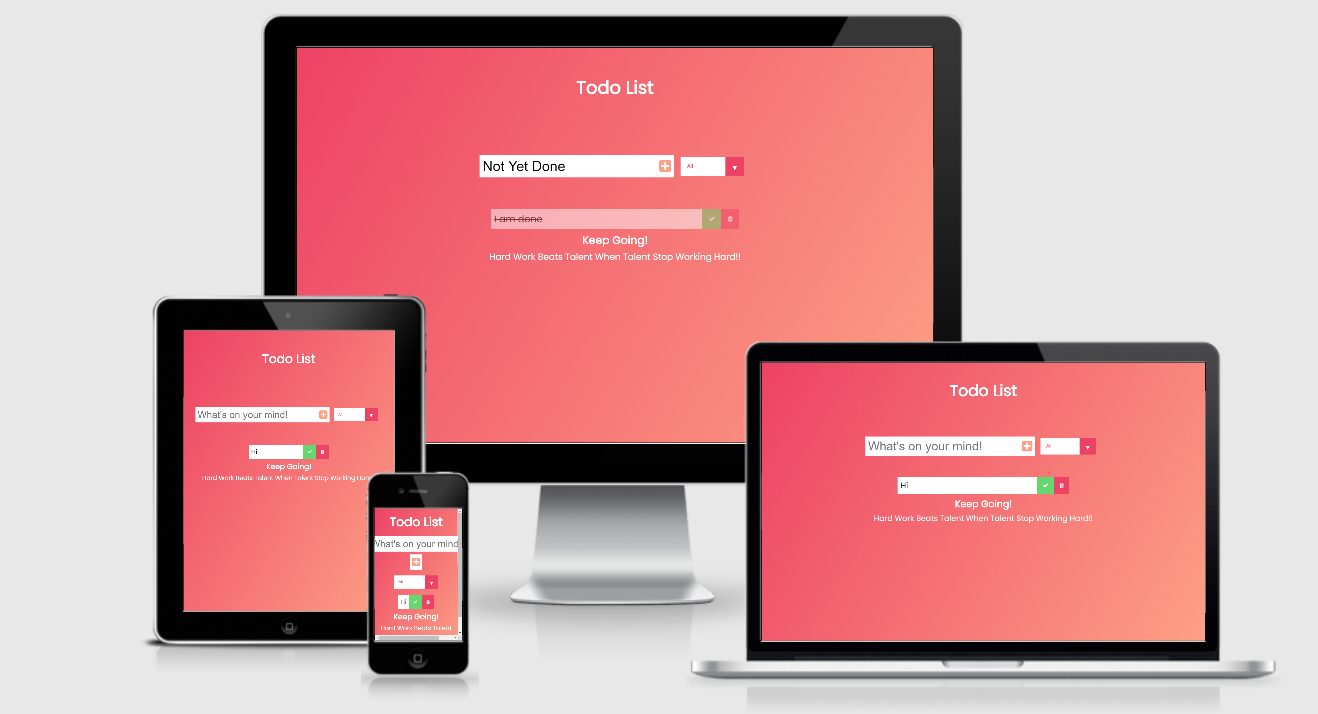 Todo List
Not Yet Done
All
I am done
Keep Going!
Hard Work Beats Talent When Talent Stop Working Hard!!
Todo List
What's on your mind!
All
Hi
Keep Going!
Hard Work Beats Talent When Talent Stop Working Hard
Todo List
What's on your mind
All
Hi
Keep Going!
Hard Work Beats Talent
Todo List
What's on your mind!
All
Hi
Keep Going!
Hard Work Beats Talent When Talent Stop Working Hard!!